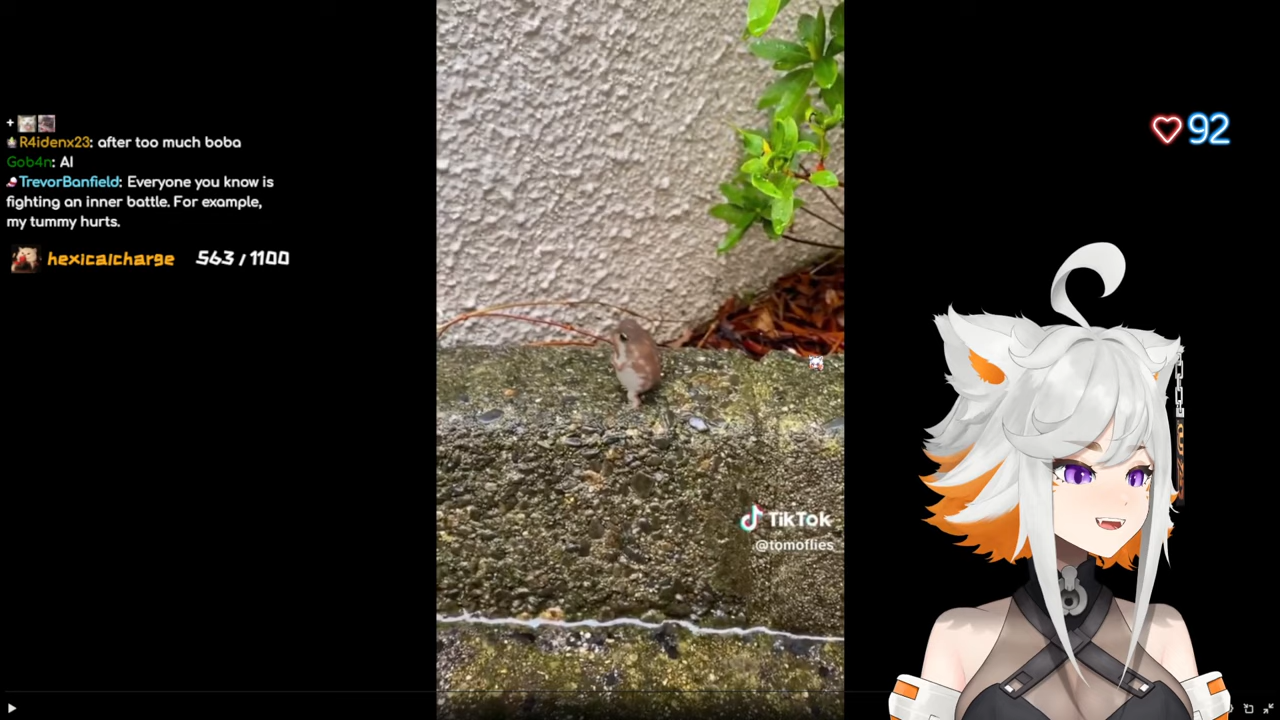 +
R4idenx23: after too much boba
Gob4n: AI
TrevorBanfield: Everyone you know is
fighting an inner battle. For example,
my tummy hurts.
hexicalcharge 563 / 1100
92
TikTok
@tomoflies